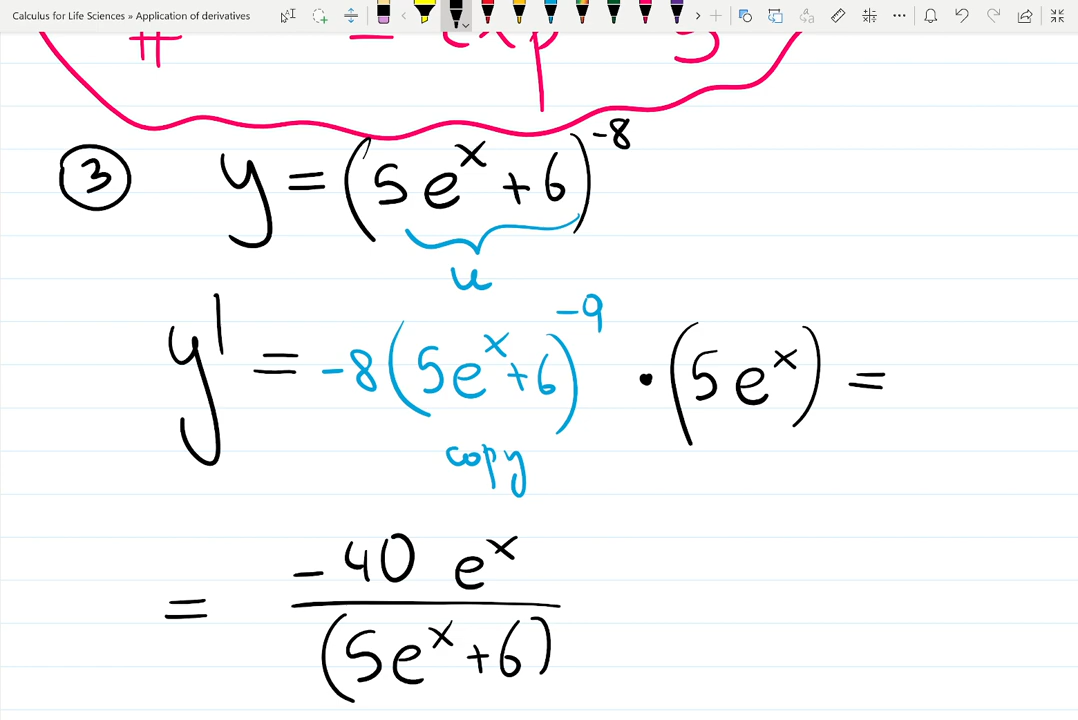 Calculus for Life Sciences » Application of derivatives
③ y = (5e^x + 6)^-8
u
y' = -8(5e^x + 6)^-9 · (5e^x) =
copy
= -40 e^x / (5e^x + 6)